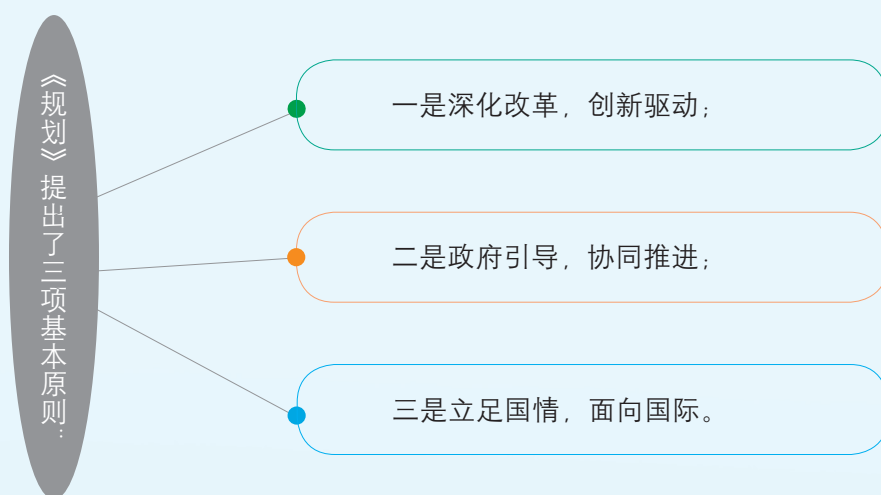 《规划》提出了三项基本原则：
一是深化改革，创新驱动；
二是政府引导，协同推进；
三是立足国情，面向国际。